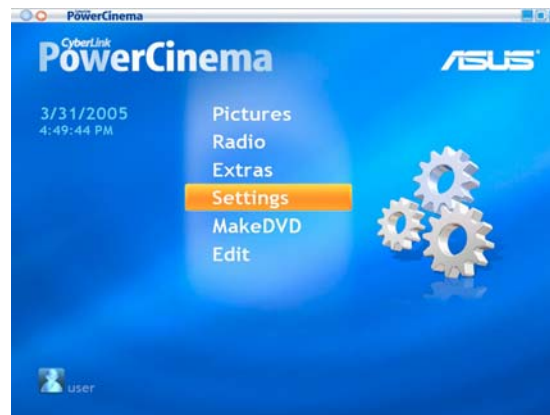 PowerCinema
CyberLink
PowerCinema
ASUS
3/31/2005
4:49:44 PM
Pictures
Radio
Extras
Settings
MakeDVD
Edit
user